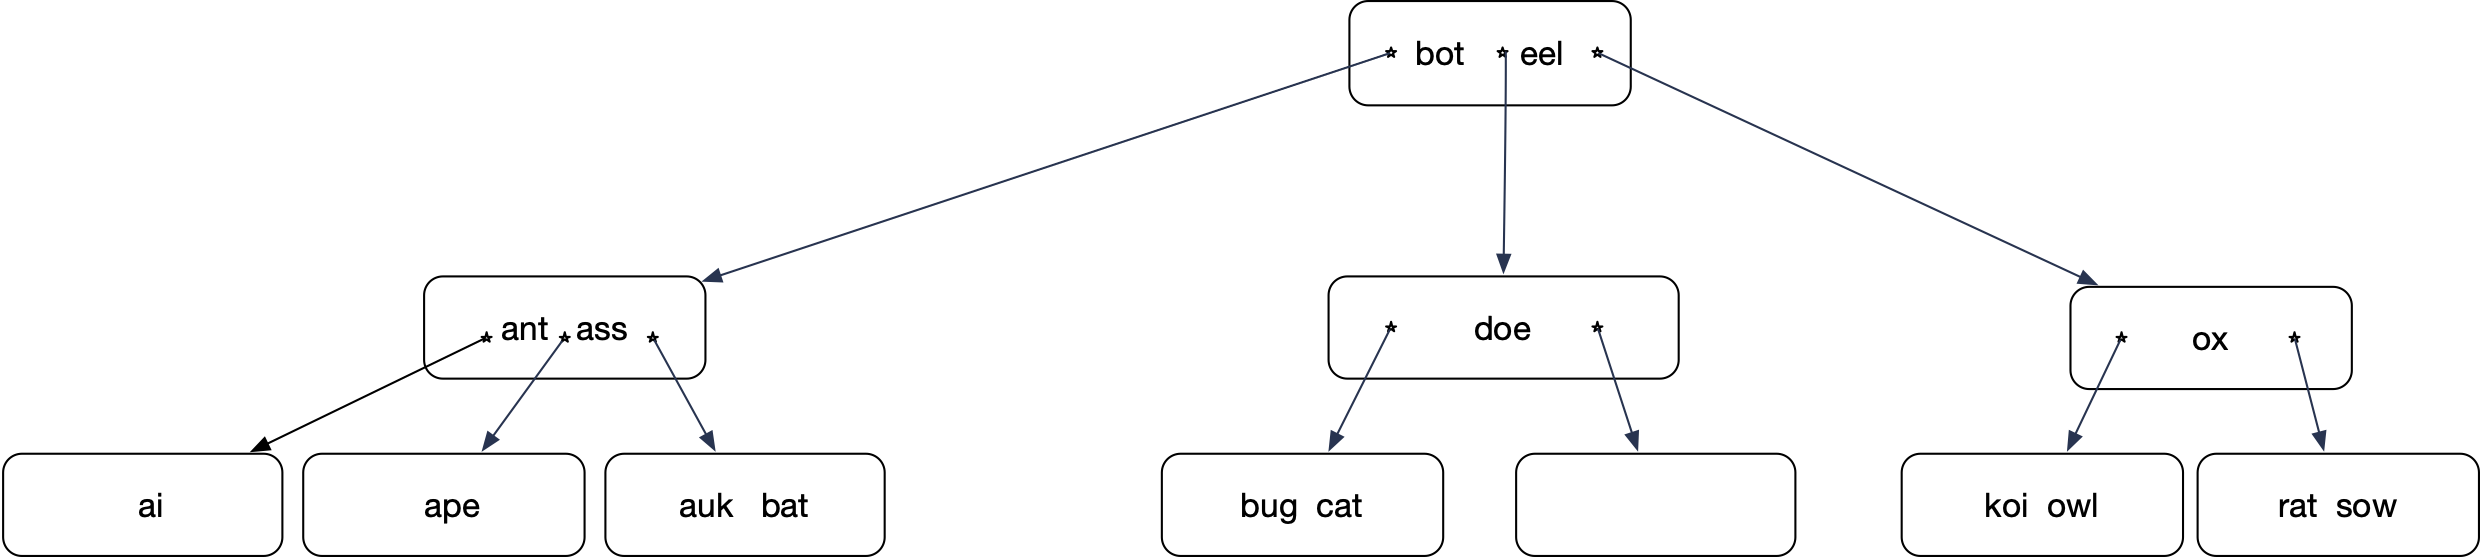 bot eel
ant ass
doe
ox
ai
ape
auk bat
bug cat
koi owl
rat sow